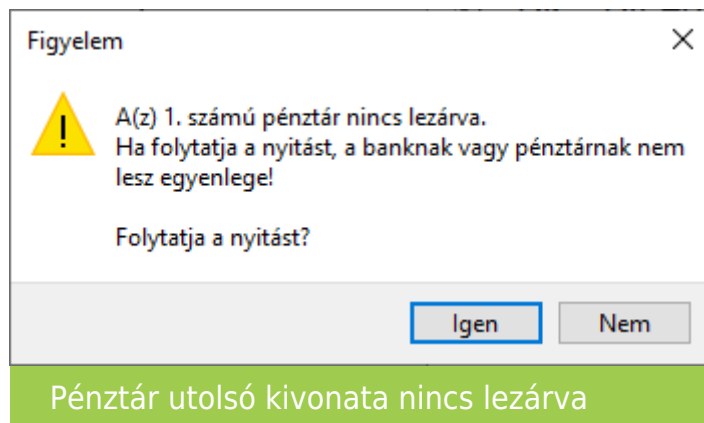 Figyelem
A(z) 1. számú pénztár nincs lezárva.
Ha folytatja a nyitást, a banknak vagy pénztárnak nem
lesz egyenlege!
Folytatja a nyitást?
Igen Nem
Pénztár utolsó kivonata nincs lezárva